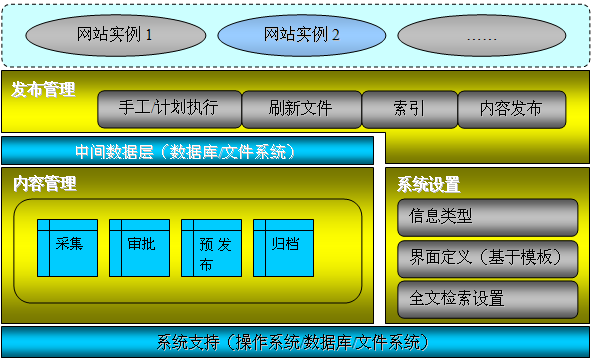 网站实例 1
网站实例 2
……
发布管理
手工/计划执行
刷新文件
索引
内容发布
中间数据层（数据库/文件系统）
内容管理
采集
审批
预 发
布
归档
系统设置
信息类型
界面定义（基于模板）
全文检索设置
系统支持（操作系统/数据库/文件系统）